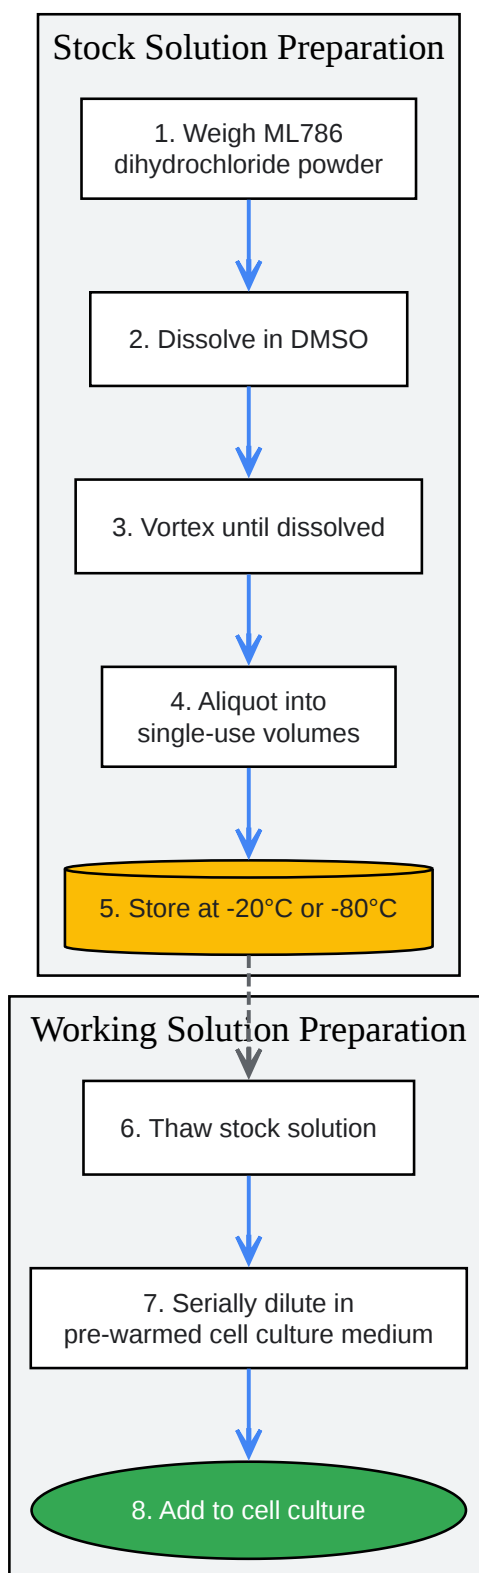 Stock Solution Preparation
1. Weigh ML786
dihydrochloride powder
2. Dissolve in DMSO
3. Vortex until dissolved
4. Aliquot into
single-use volumes
5. Store at -20°C or -80°C
Working Solution Preparation
6. Thaw stock solution
7. Serially dilute in
pre-warmed cell culture medium
8. Add to cell culture